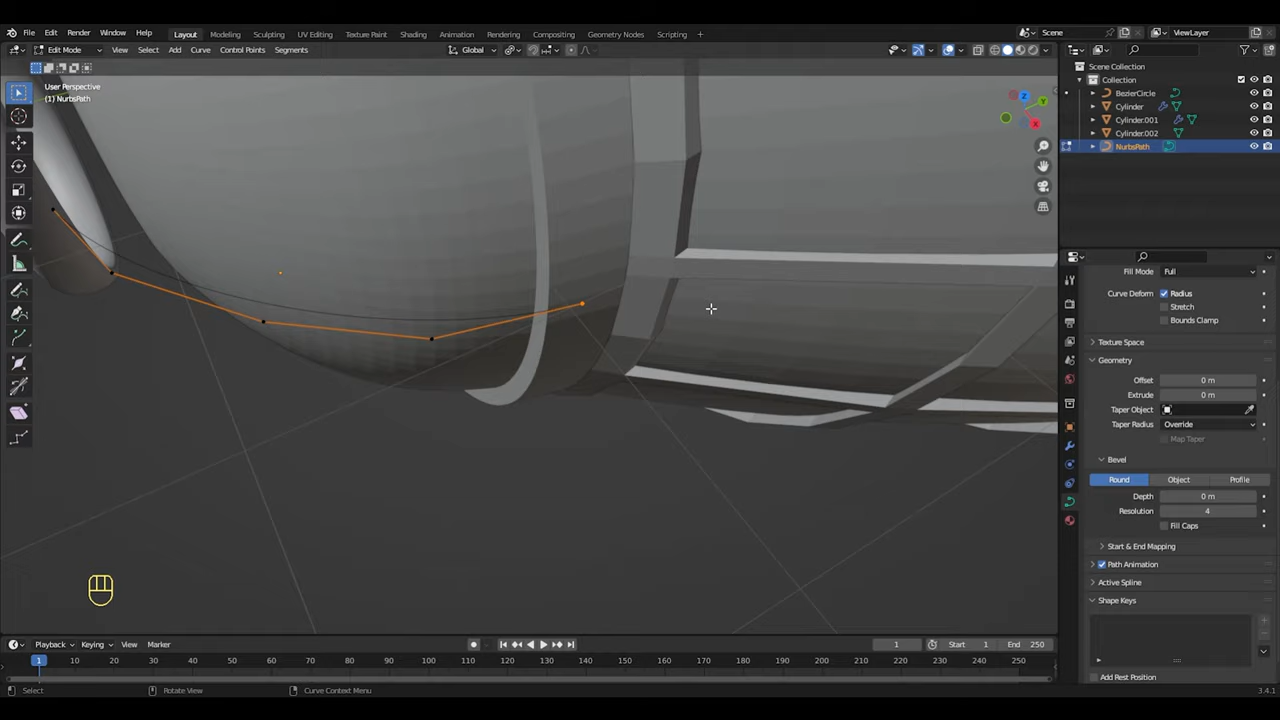 File Edit Render Window Help Layout Modeling Sculpting UV Editing Texture Paint Shading Animation Rendering Compositing Geometry Nodes Scripting Scene ViewLayer
Edit Mode View Select Add Curve Control Points Segments Global
User Perspective
(1) NurbsPath
Scene Collection
Collection
BezierCircle
Cylinder
Cylinder.001
Cylinder.002
NurbsPath
Fill Mode Full
Curve Deform Radius
Stretch
Bounds Clamp
Texture Space
Geometry
Offset 0 m
Extrude 0 m
Taper Object
Taper Radius Override
Map Taper
Bevel
Round Object Profile
Depth 0 m
Resolution 4
Fill Caps
Start & End Mapping
Path Animation
Active Spline
Shape Keys
Add Rest Position
Z Y X
Playback Keying View Marker 1 Start 1 End 250
1 10 20 30 40 50 60 70 80 90 100 110 120 130 140 150 160 170 180 190 200 210 220 230 240 250
Select Rotate View Curve Context Menu 3.4.1